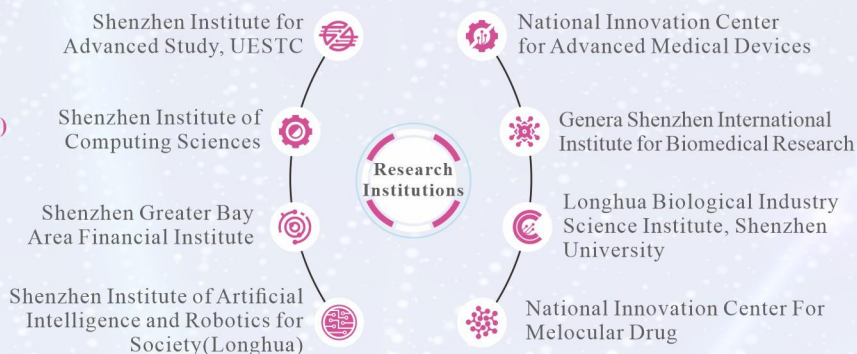 Shenzhen Institute for
Advanced Study, UESTC
Shenzhen Institute of
Computing Sciences
)
Shenzhen Greater Bay
Area Financial Institute
Shenzhen Institute of Artificial
Intelligence and Robotics for
Society(Longhua)
Research
Institutions
National Innovation Center
for Advanced Medical Devices
Genera Shenzhen International
Institute for Biomedical Research
Longhua Biological Industry
Science Institute, Shenzhen
University
National Innovation Center For
Melocular Drug